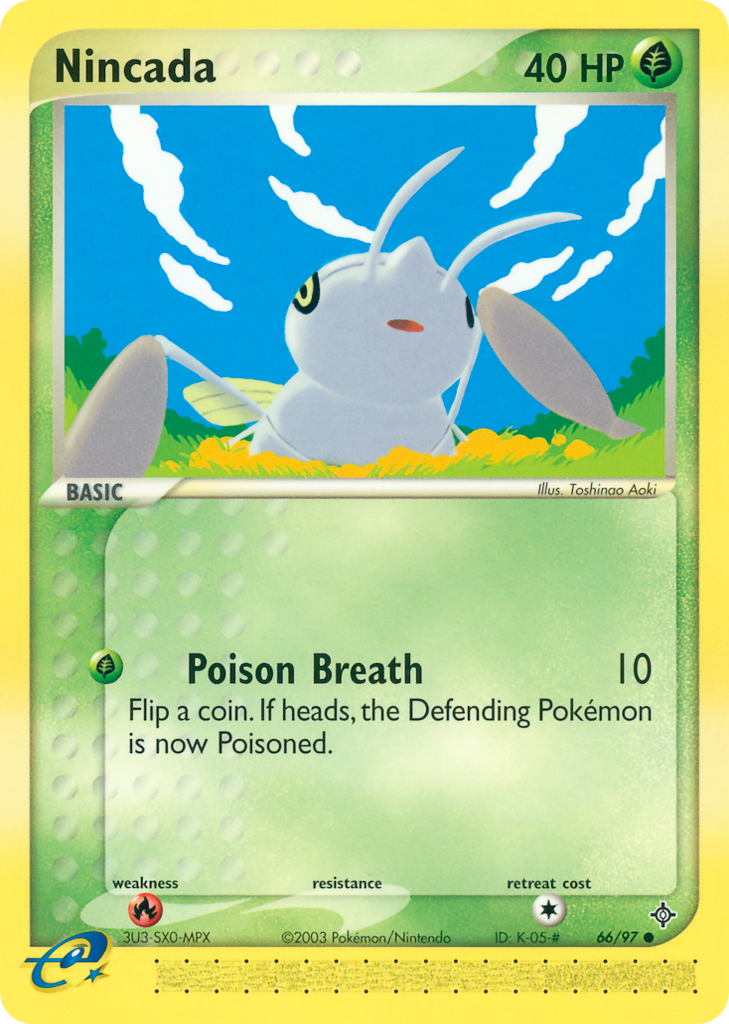 Nincada
40 HP
BASIC
Illus. Toshinao Aoki
Poison Breath 10
Flip a coin. If heads, the Defending Pokémon
is now Poisoned.
weakness resistance retreat cost
3U3-SX0-MPX ©2003 Pokémon/Nintendo ID: K-05-# 66/97 ●
e